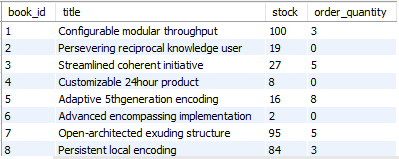 book_id title stock order_quantity
1 Configurable modular throughput 100 3
2 Persevering reciprocal knowledge user 19 0
3 Streamlined coherent initiative 27 5
4 Customizable 24hour product 8 0
5 Adaptive 5thgeneration encoding 16 8
6 Advanced encompassing implementation 2 0
7 Open-architected exuding structure 95 5
8 Persistent local encoding 84 3